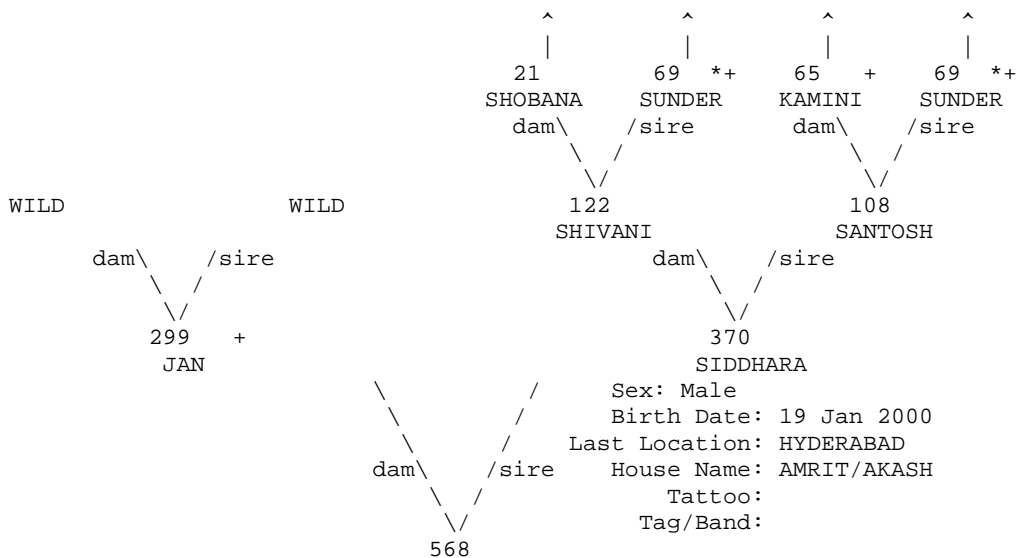 ^ ^ ^ ^
| | | |
21 69 *+ 65 + 69 *+
SHOBANA SUNDER KAMINI SUNDER
dam\ /sire dam\ /sire
\ / \ /
\/ \/
WILD WILD 122 108
SHIVANI SANTOSH
dam\ /sire dam\ /sire
\ / \ /
\/ \/
299 + 370
JAN SIDDHARA
\ / Sex: Male
\ / Birth Date: 19 Jan 2000
\ / Last Location: HYDERABAD
dam\ /sire House Name: AMRIT/AKASH
\ / Tattoo:
\/ Tag/Band:
568